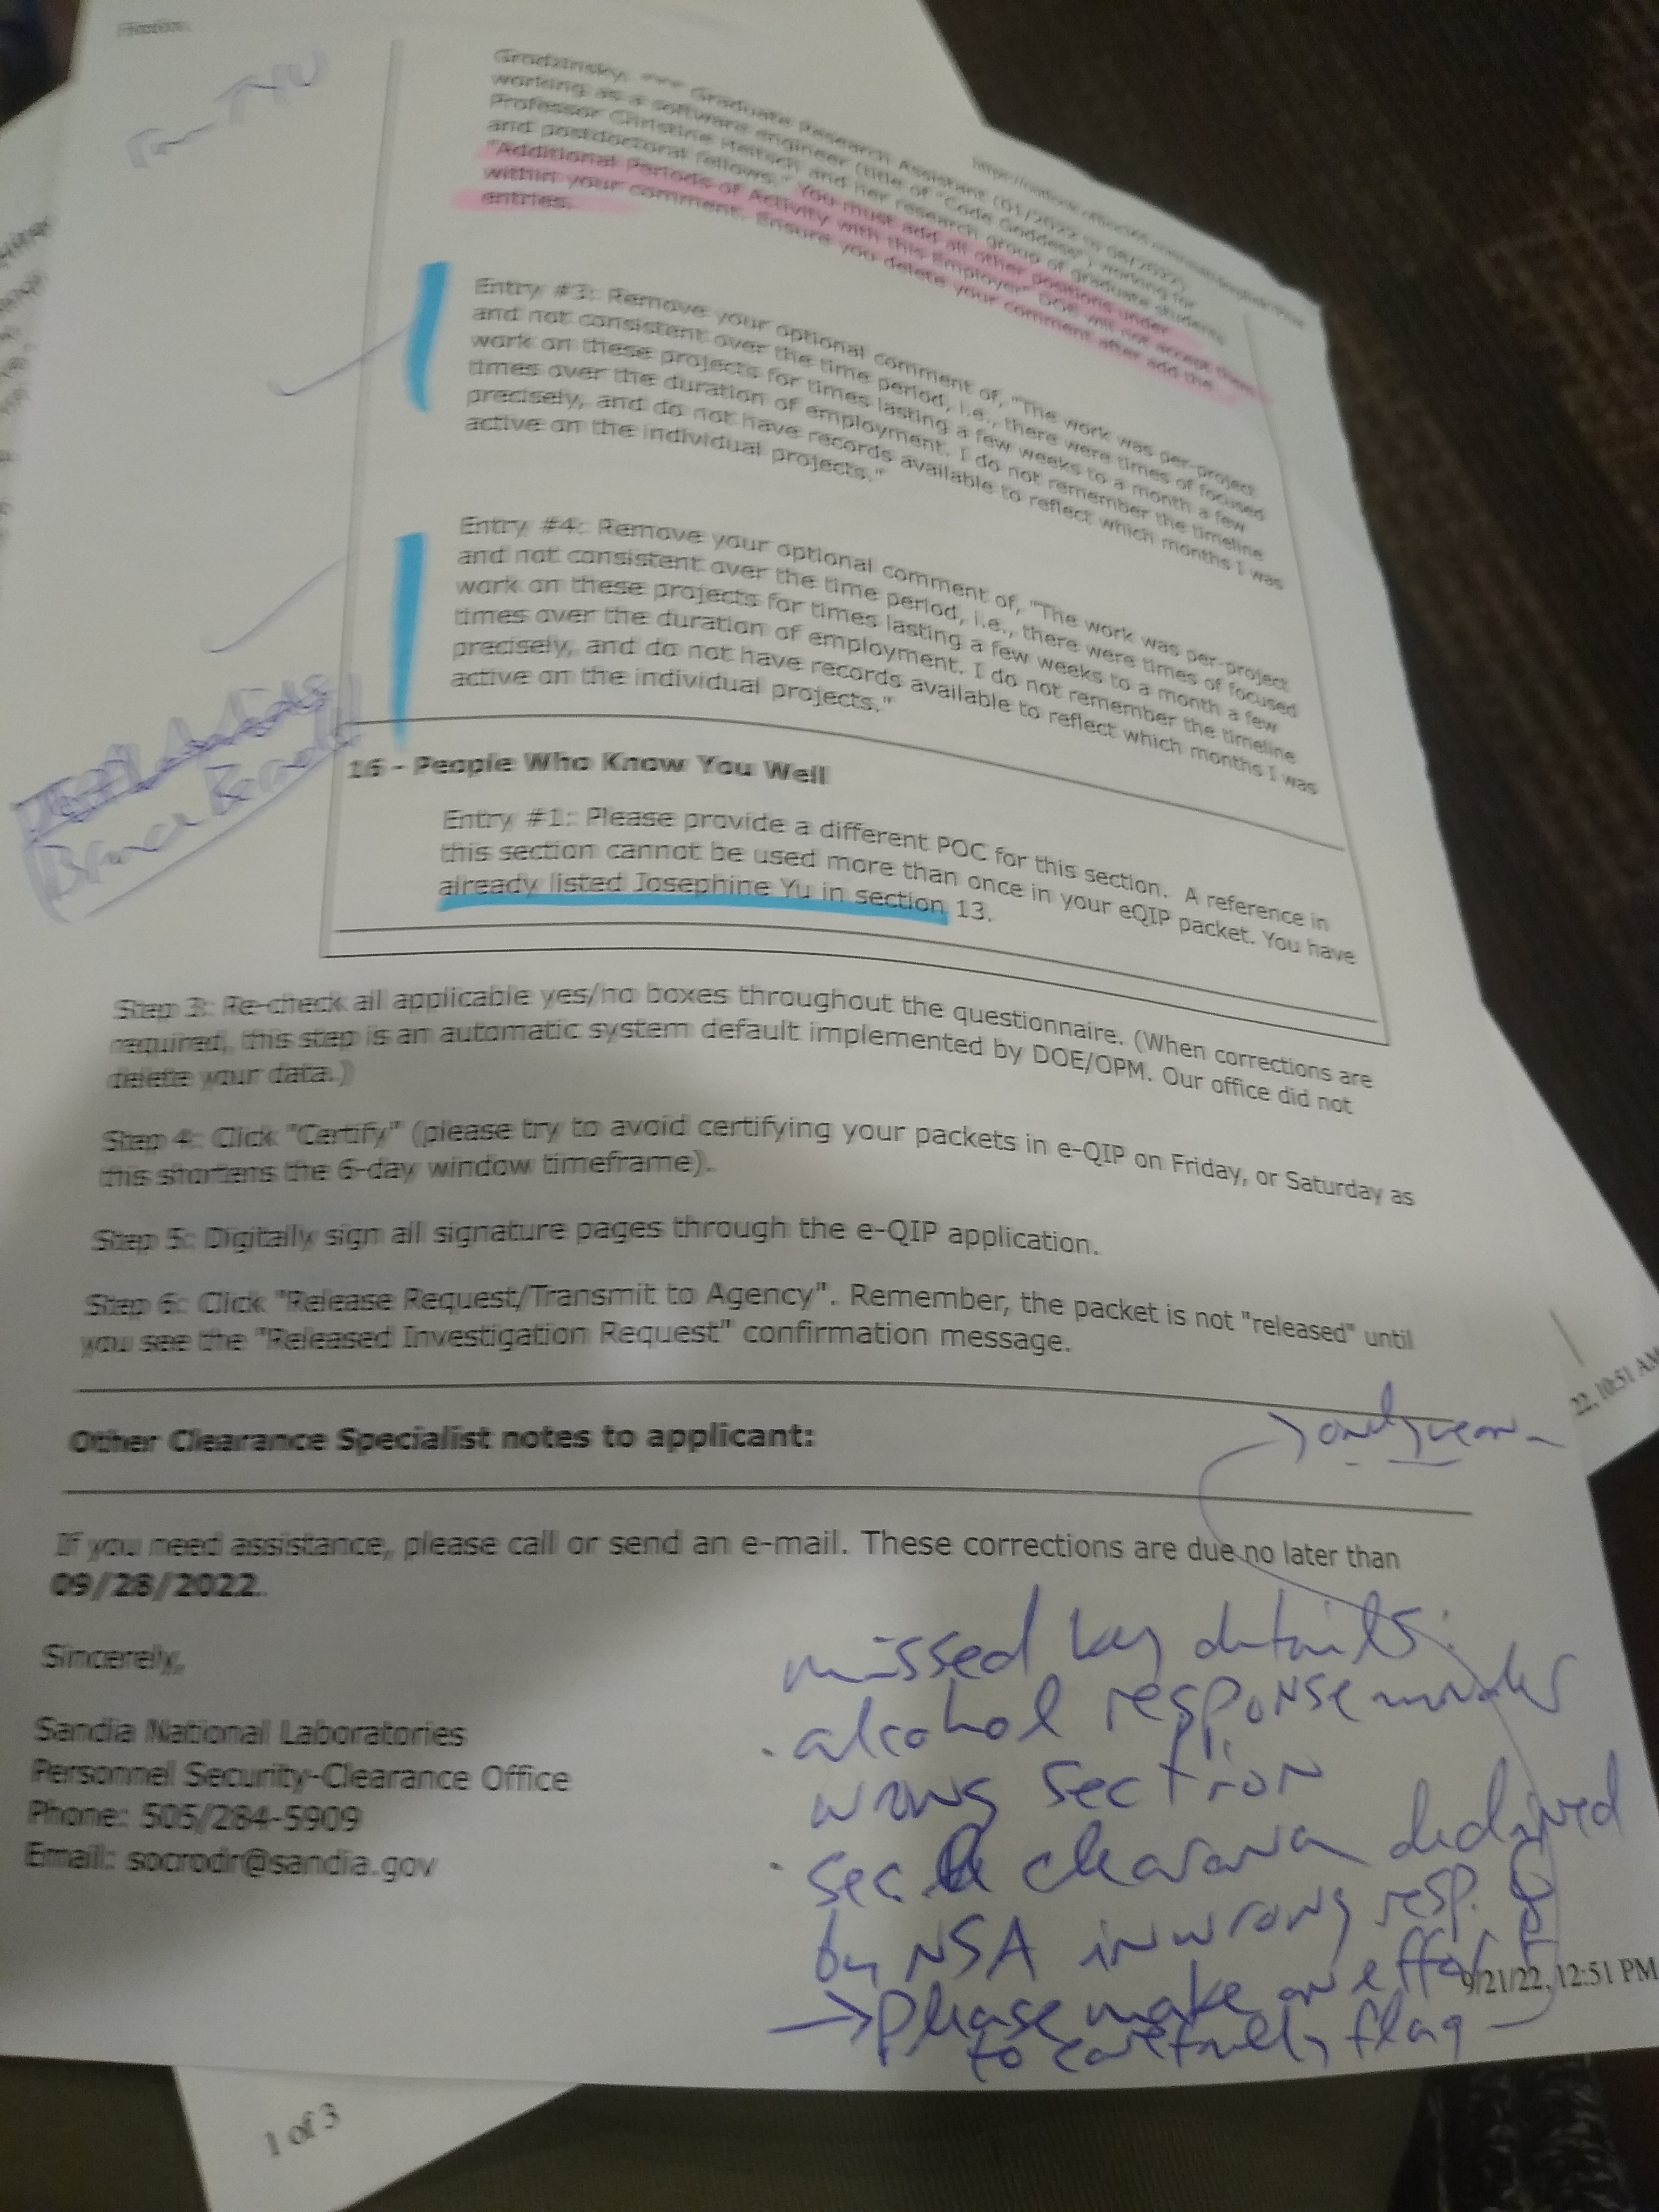 https://outlook.office365.com/mail/
Grodzinsky, *** Graduate Research Assistant (01/2022 to 08/2022),
working as a software engineer (title of "Code Goddess") working for
Professor Christine Heitsch and her research group of graduate students
and postdoctoral fellows." You must add all other positions under
"Additional Periods of Activity with this Employer" DOE will not accept them
within your comment. Ensure you delete your comment after add the
entries.
Entry #3: Remove your optional comment of, "The work was per-project
and not consistent over the time period, i.e., there were times of focused
work on these projects for times lasting a few weeks to a month a few
times over the duration of employment. I do not remember the timeline
precisely, and do not have records available to reflect which months I was
active on the individual projects."
Entry #4: Remove your optional comment of, "The work was per-project
and not consistent over the time period, i.e., there were times of focused
work on these projects for times lasting a few weeks to a month a few
times over the duration of employment. I do not remember the timeline
precisely, and do not have records available to reflect which months I was
active on the individual projects."
16 - People Who Know You Well
Entry #1: Please provide a different POC for this section. A reference in
this section cannot be used more than once in your eQIP packet. You have
already listed Josephine Yu in section 13.
Step 3: Re-check all applicable yes/no boxes throughout the questionnaire. (When corrections are
required, this step is an automatic system default implemented by DOE/OPM. Our office did not
delete your data.)
Step 4: Click "Certify" (please try to avoid certifying your packets in e-QIP on Friday, or Saturday as
this shortens the 6-day window timeframe).
Step 5: Digitally sign all signature pages through the e-QIP application.
Step 6: Click "Release Request/Transmit to Agency". Remember, the packet is not "released" until
you see the "Released Investigation Request" confirmation message.
22, 10:51 AM
Other Clearance Specialist notes to applicant:
If you need assistance, please call or send an e-mail. These corrections are due no later than
09/28/2022.
Sincerely,
Sandia National Laboratories
Personnel Security-Clearance Office
Phone: 505/284-5909
Email: socrodr@sandia.gov
missed key details:
· alcohol response under
wrong section
· sec clearance declined
by NSA in wrong resp.
→ Please make an effort
to carefully flag
9/21/22, 12:51 PM
1 of 3